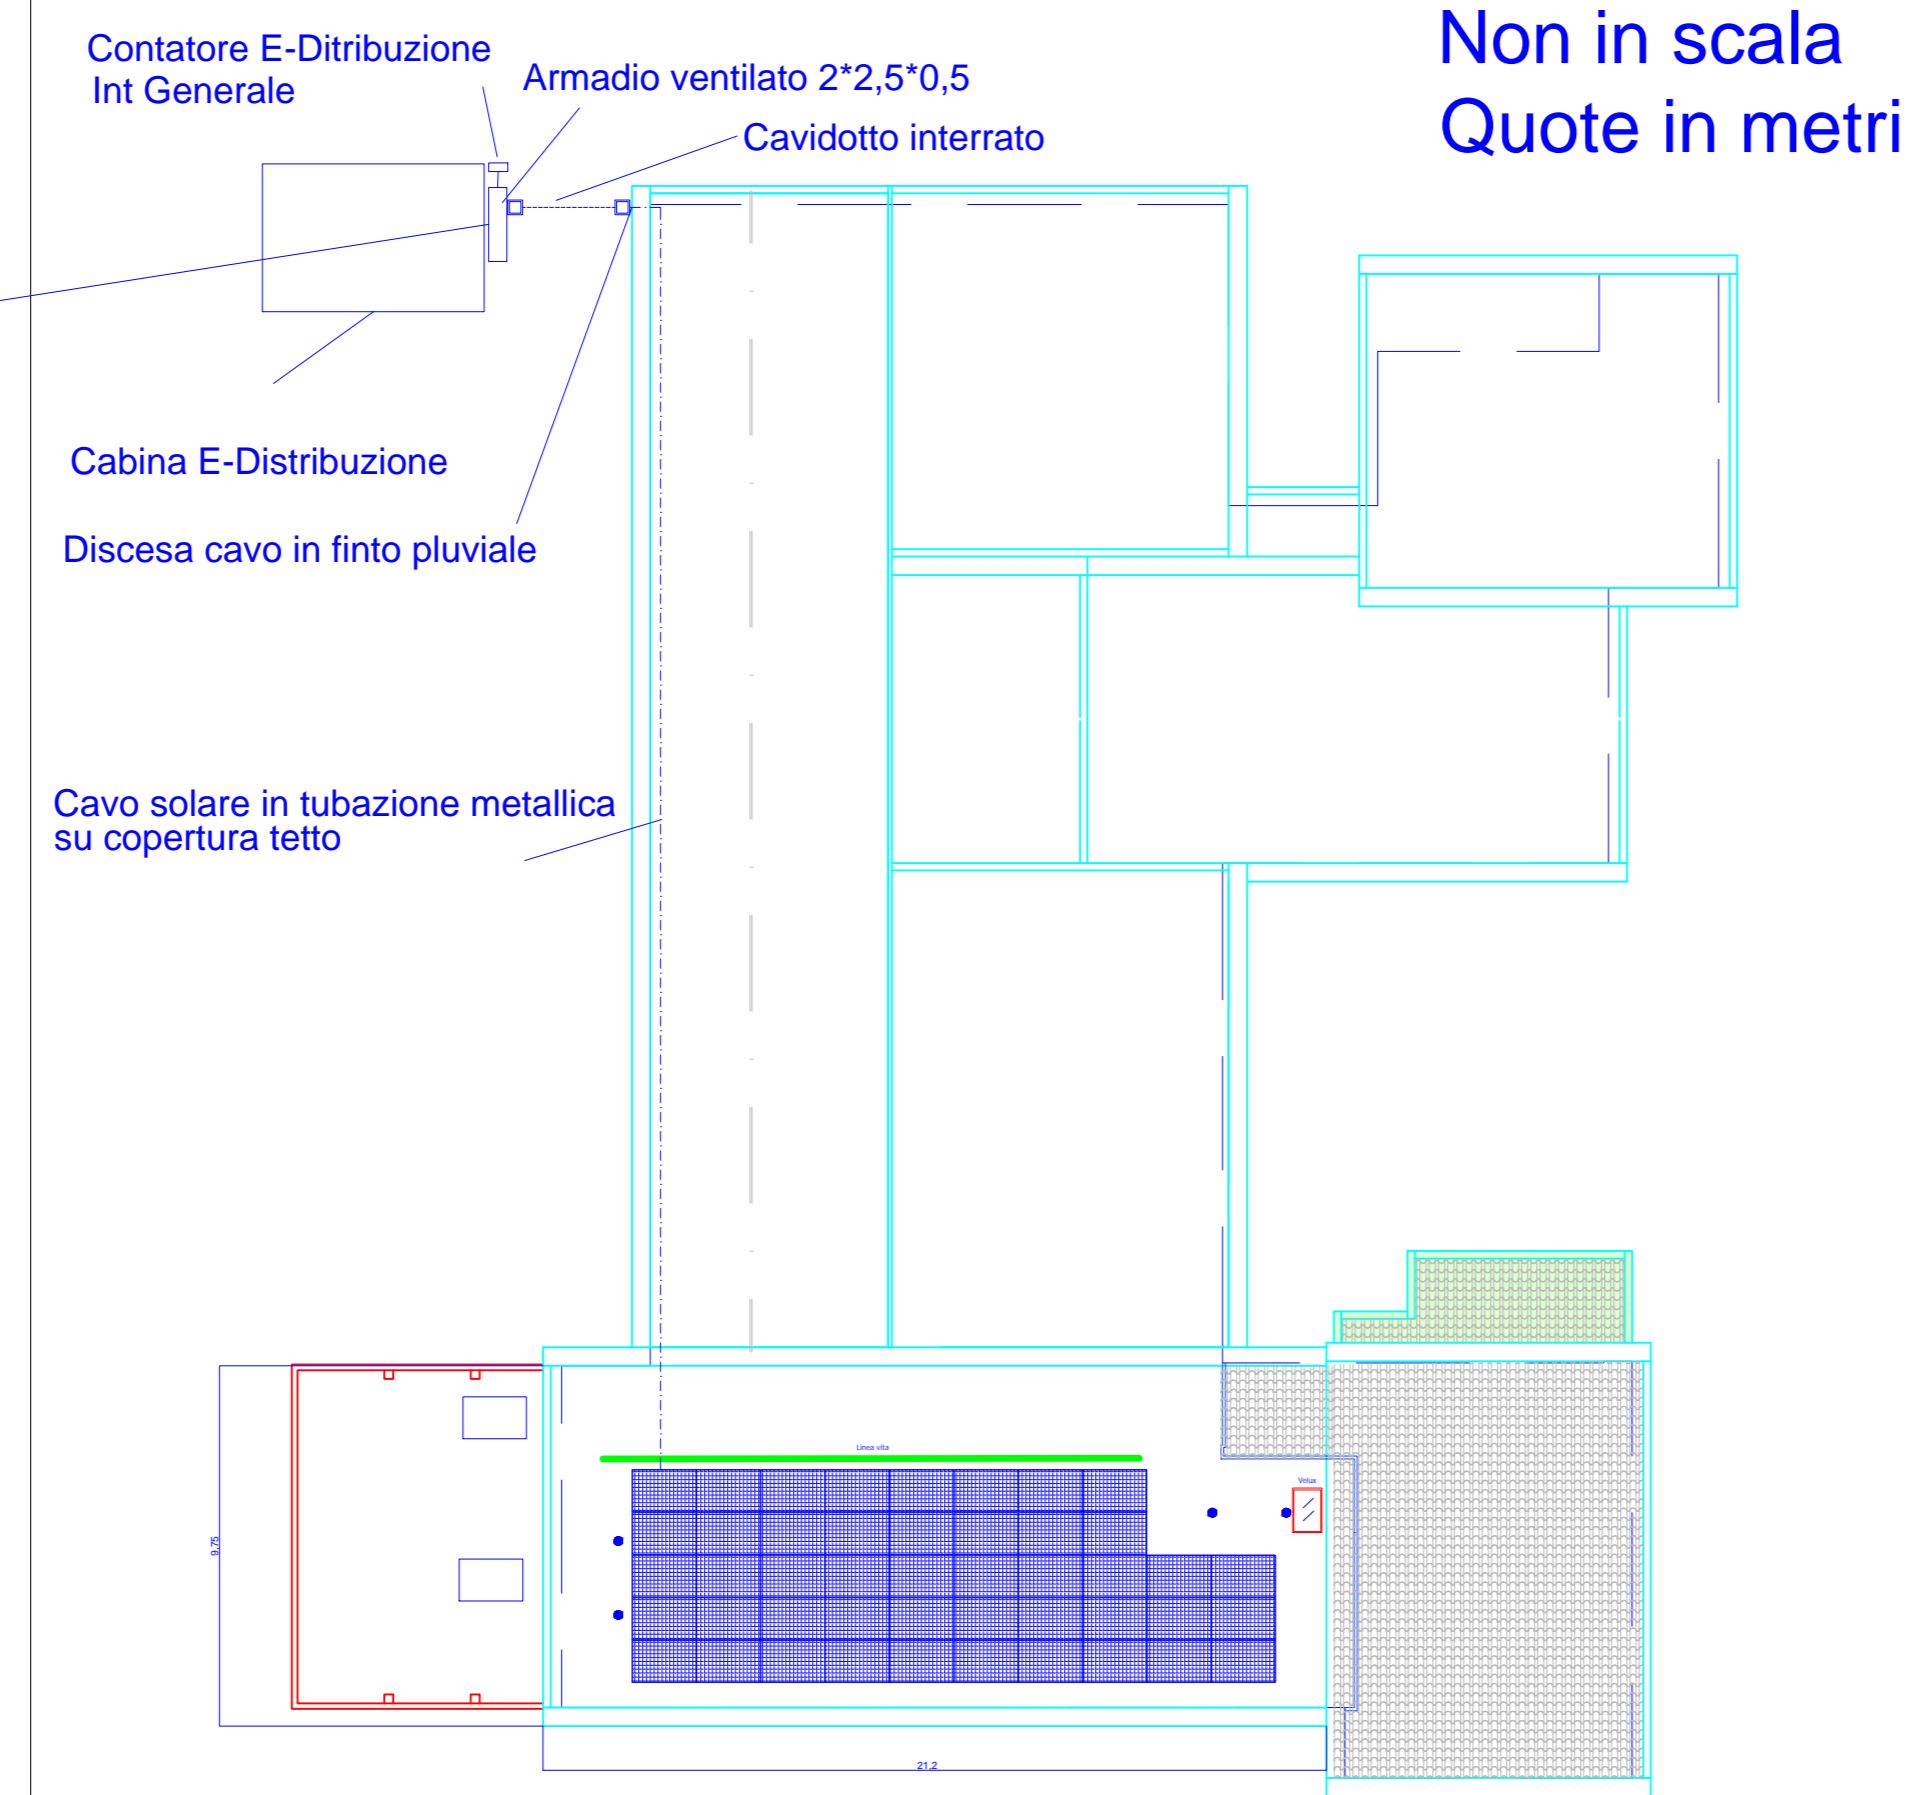 Non in scala
Quote in metri
Contatore E-Ditribuzione
Int Generale
Armadio ventilato 2*2,5*0,5
Cavidotto interrato
Cabina E-Distribuzione
Discesa cavo in finto pluviale
Cavo solare in tubazione metallica
su copertura tetto
Linea vita
Velux
9.75
21.2